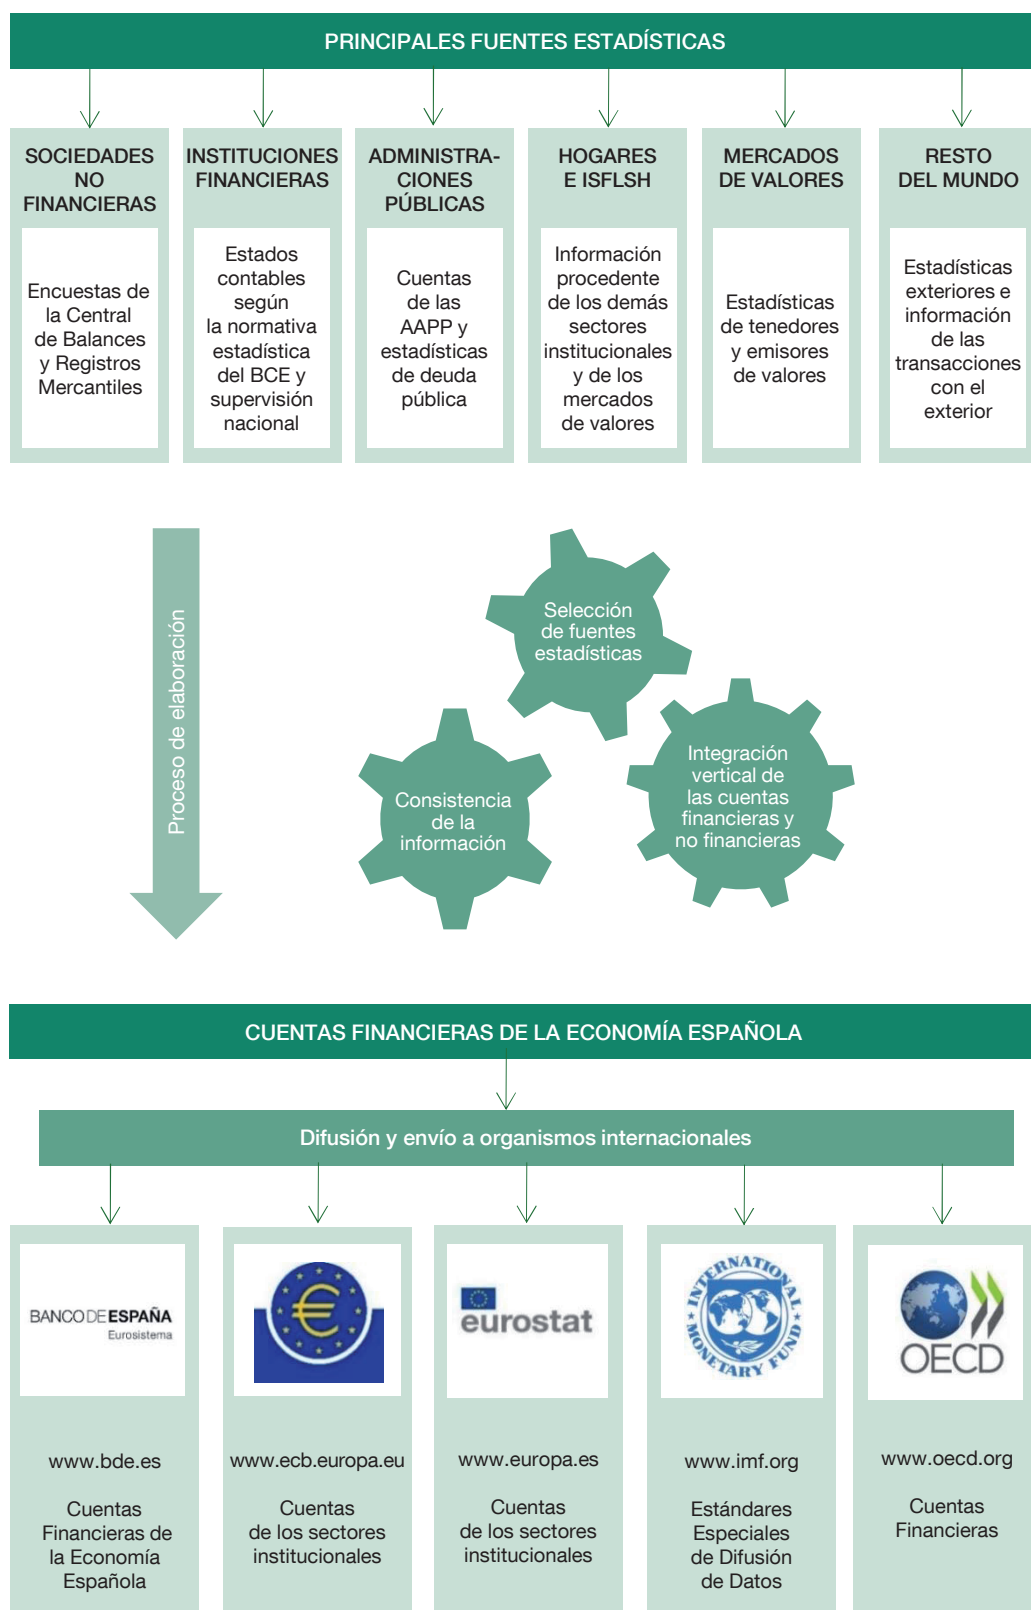 PRINCIPALES FUENTES ESTADÍSTICAS
SOCIEDADES
NO
FINANCIERAS
Encuestas de
la Central
de Balances
y Registros
Mercantiles
INSTITUCIONES
FINANCIERAS
Estados
contables
según
la normativa
estadística
del BCE y
supervisión
nacional
ADMINISTRA-
CIONES
PÚBLICAS
Cuentas
de las
AAPP y
estadísticas
de deuda
pública
HOGARES
E ISFLSH
Información
procedente
de los demás
sectores
institucionales
y de los
mercados
de valores
MERCADOS
DE VALORES
Estadísticas
de tenedores
y emisores
de valores
RESTO
DEL MUNDO
Estadísticas
exteriores e
información
de las
transacciones
con el
exterior
Proceso de elaboración
Selección
de fuentes
estadísticas
Consistencia
de la
información
Integración
vertical de
las cuentas
financieras y
no financieras
CUENTAS FINANCIERAS DE LA ECONOMÍA ESPAÑOLA
Difusión y envío a organismos internacionales
BANCO DE ESPAÑA
Eurosistema
www.bde.es
Cuentas
Financieras de
la Economía
Española
€
www.ecb.europa.eu
Cuentas
de los sectores
institucionales
eurostat
www.europa.es
Cuentas
de los sectores
institucionales
INTERNATIONAL
MONETARY FUND
www.imf.org
Estándares
Especiales
de Difusión
de Datos
OECD
www.oecd.org
Cuentas
Financieras